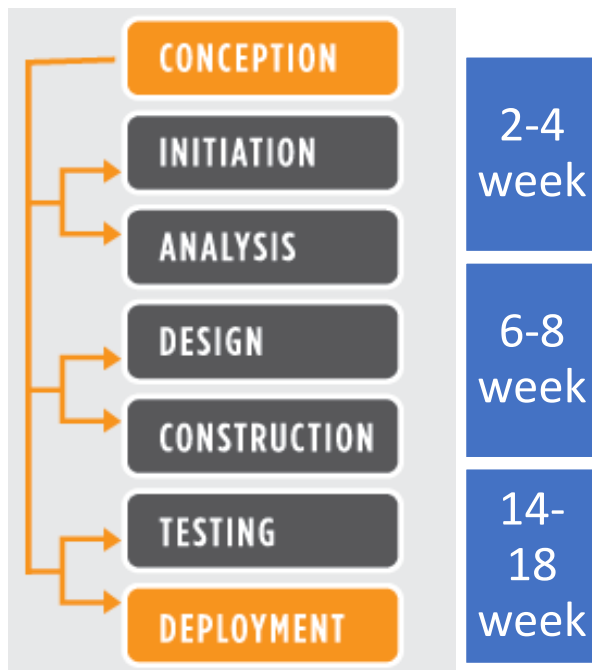 CONCEPTION
INITIATION
ANALYSIS
DESIGN
CONSTRUCTION
TESTING
DEPLOYMENT
2-4
week
6-8
week
14-
18
week